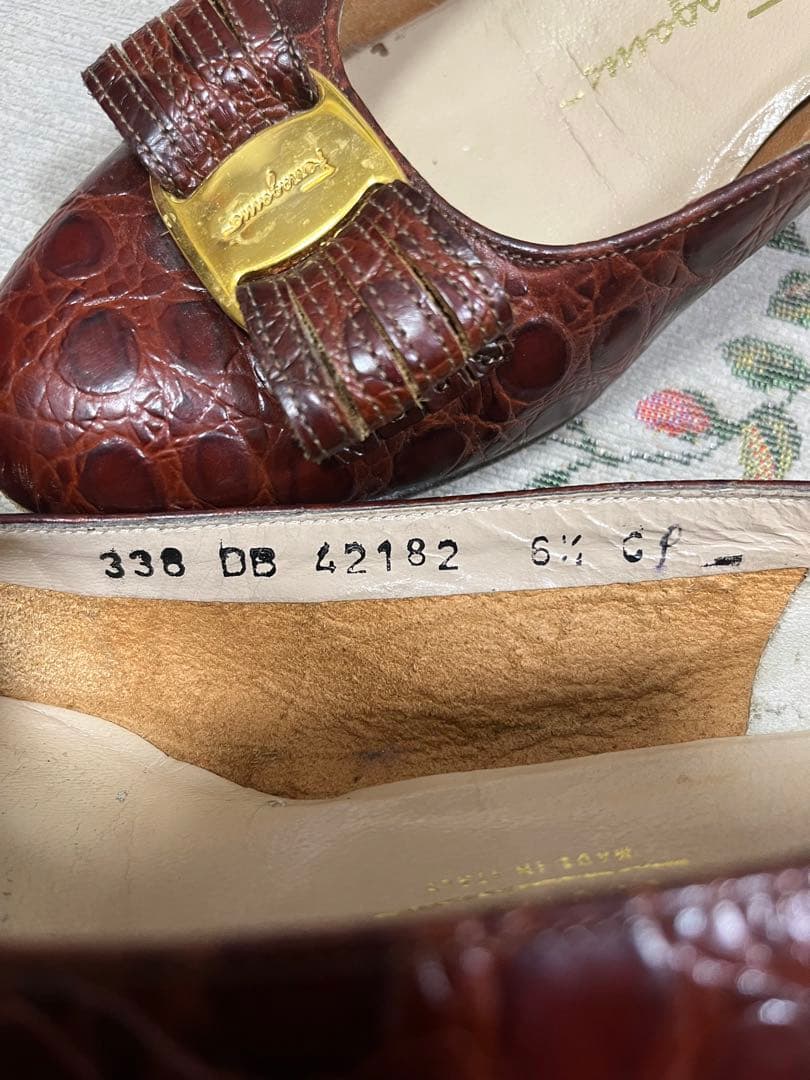 Ferragamo
338 DB 42182 6½ C
MADE IN ITALY